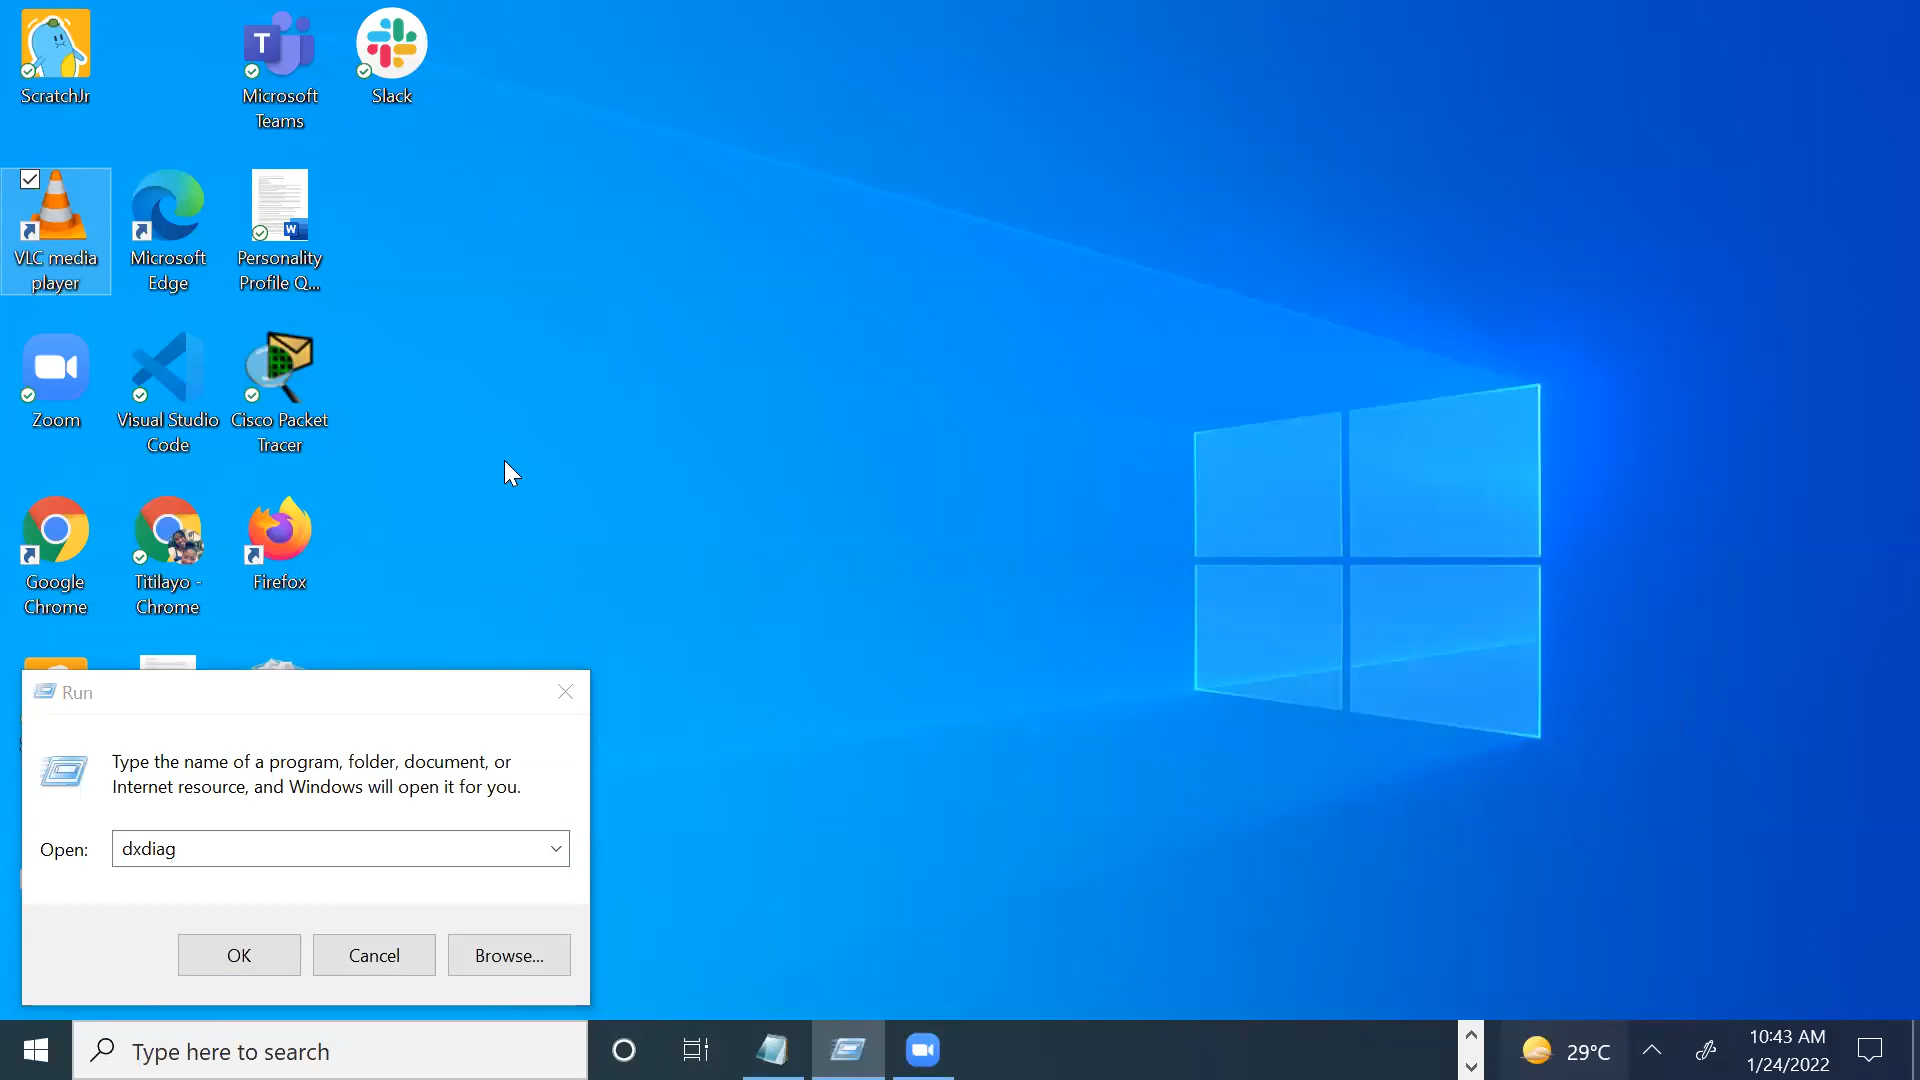 ScratchJr
Microsoft
Teams
Slack
VLC media
player
Microsoft
Edge
Personality
Profile Q...
Zoom
Visual Studio
Code
Cisco Packet
Tracer
Google
Chrome
Titilayo -
Chrome
Firefox
Run
Type the name of a program, folder, document, or
Internet resource, and Windows will open it for you.
Open:
dxdiag
OK
Cancel
Browse...
Type here to search
29°C
10:43 AM
1/24/2022